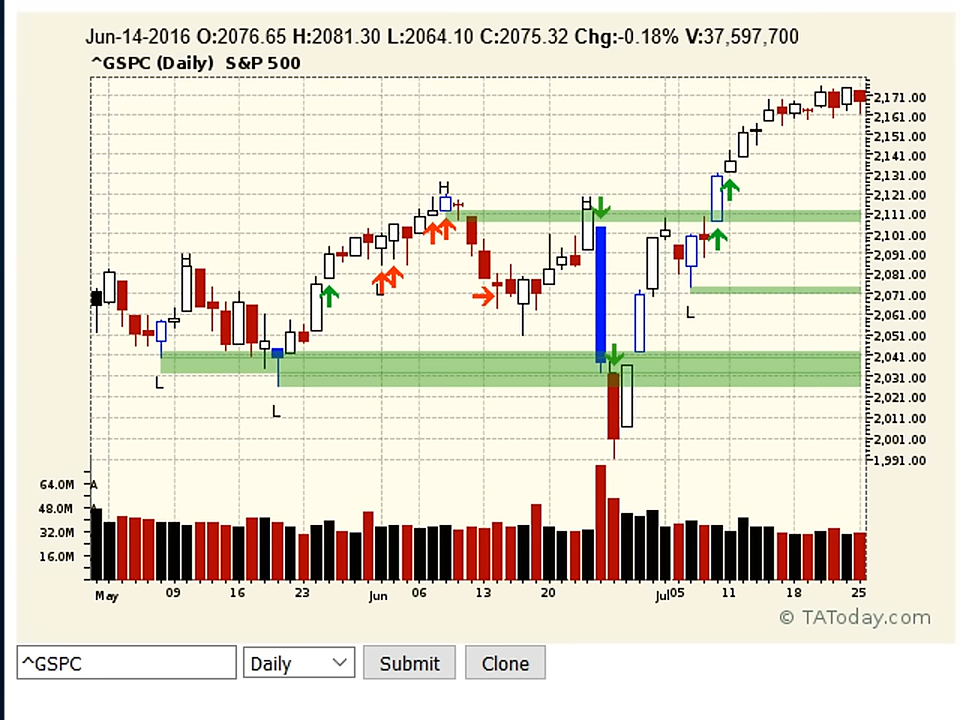 Jun-14-2016 O:2076.65 H:2081.30 L:2064.10 C:2075.32 Chg:-0.18% V:37,597,700
^GSPC (Daily) S&P 500
2,171.00
2,161.00
2,151.00
2,141.00
2,131.00
2,121.00
2,111.00
2,101.00
2,091.00
2,081.00
2,071.00
2,061.00
2,051.00
2,041.00
2,031.00
2,021.00
2,011.00
2,001.00
1,991.00
H
H
H
L
L
L
L
64.0M
48.0M
32.0M
16.0M
A
A
May 09 16 23 Jun 06 13 20 Jul05 11 18 25
© TAToday.com
^GSPC Daily Submit Clone